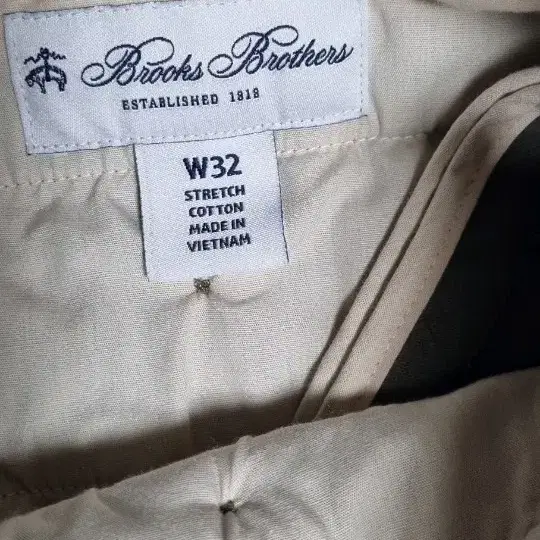 Brooks Brothers
ESTABLISHED 1818
W32
STRETCH
COTTON
MADE IN
VIETNAM